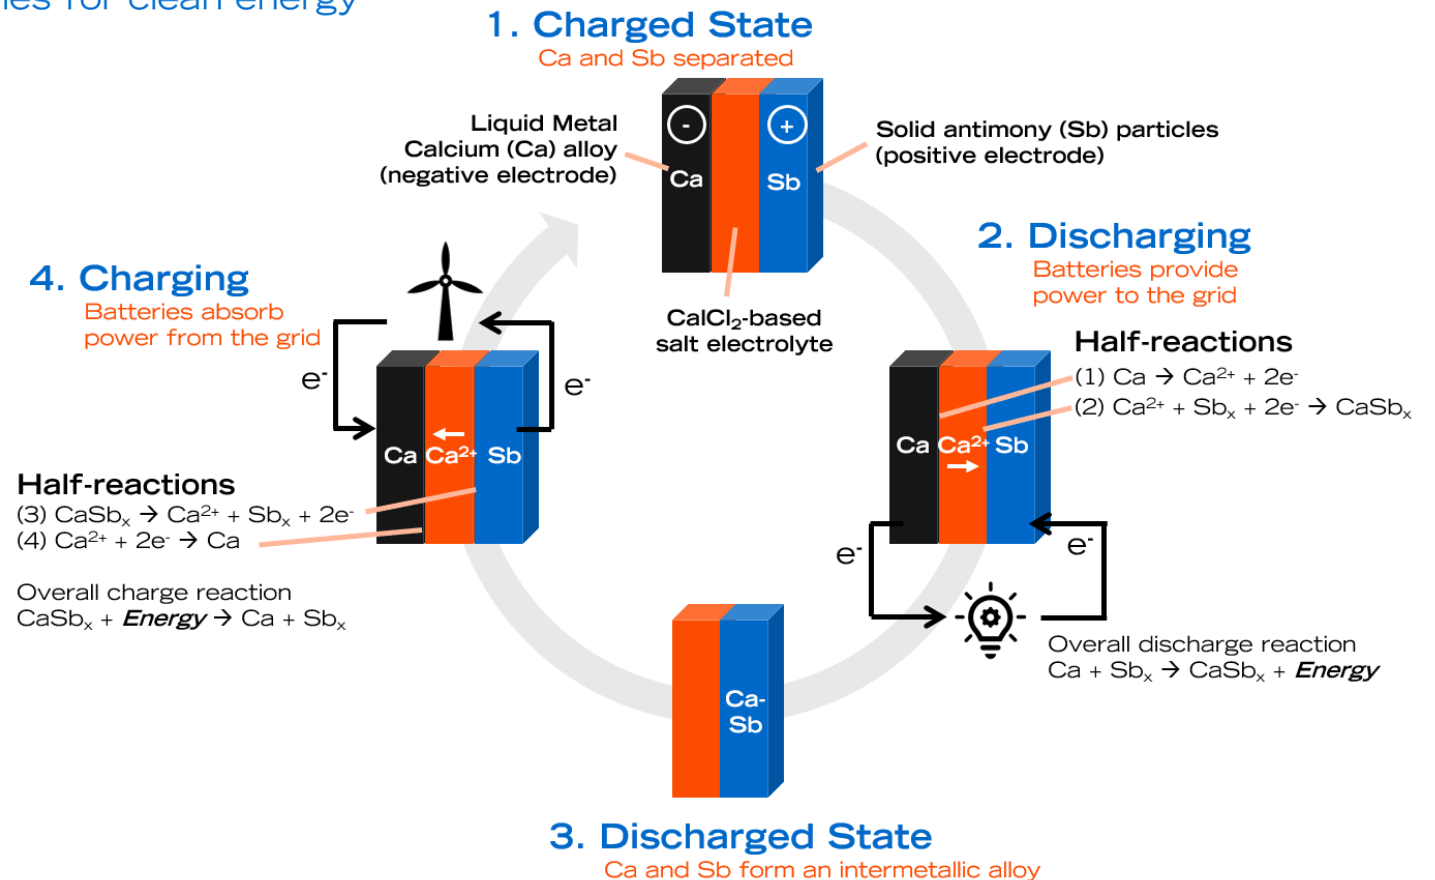 for clean energy
1. Charged State
Ca and Sb separated
Liquid Metal
Calcium (Ca) alloy
(negative electrode)
-
+
Ca
Sb
Solid antimony (Sb) particles
(positive electrode)
CalCl₂-based
salt electrolyte
2. Discharging
Batteries provide
power to the grid
Half-reactions
(1) Ca → Ca²⁺ + 2e⁻
(2) Ca²⁺ + Sbₓ + 2e⁻ → CaSbₓ
Ca Ca²⁺ Sb
e⁻
e⁻
Overall discharge reaction
Ca + Sbₓ → CaSbₓ + Energy
Ca-
Sb
3. Discharged State
Ca and Sb form an intermetallic alloy
4. Charging
Batteries absorb
power from the grid
e⁻
e⁻
Ca Ca²⁺ Sb
Half-reactions
(3) CaSbₓ → Ca²⁺ + Sbₓ + 2e⁻
(4) Ca²⁺ + 2e⁻ → Ca
Overall charge reaction
CaSbₓ + Energy → Ca + Sbₓ